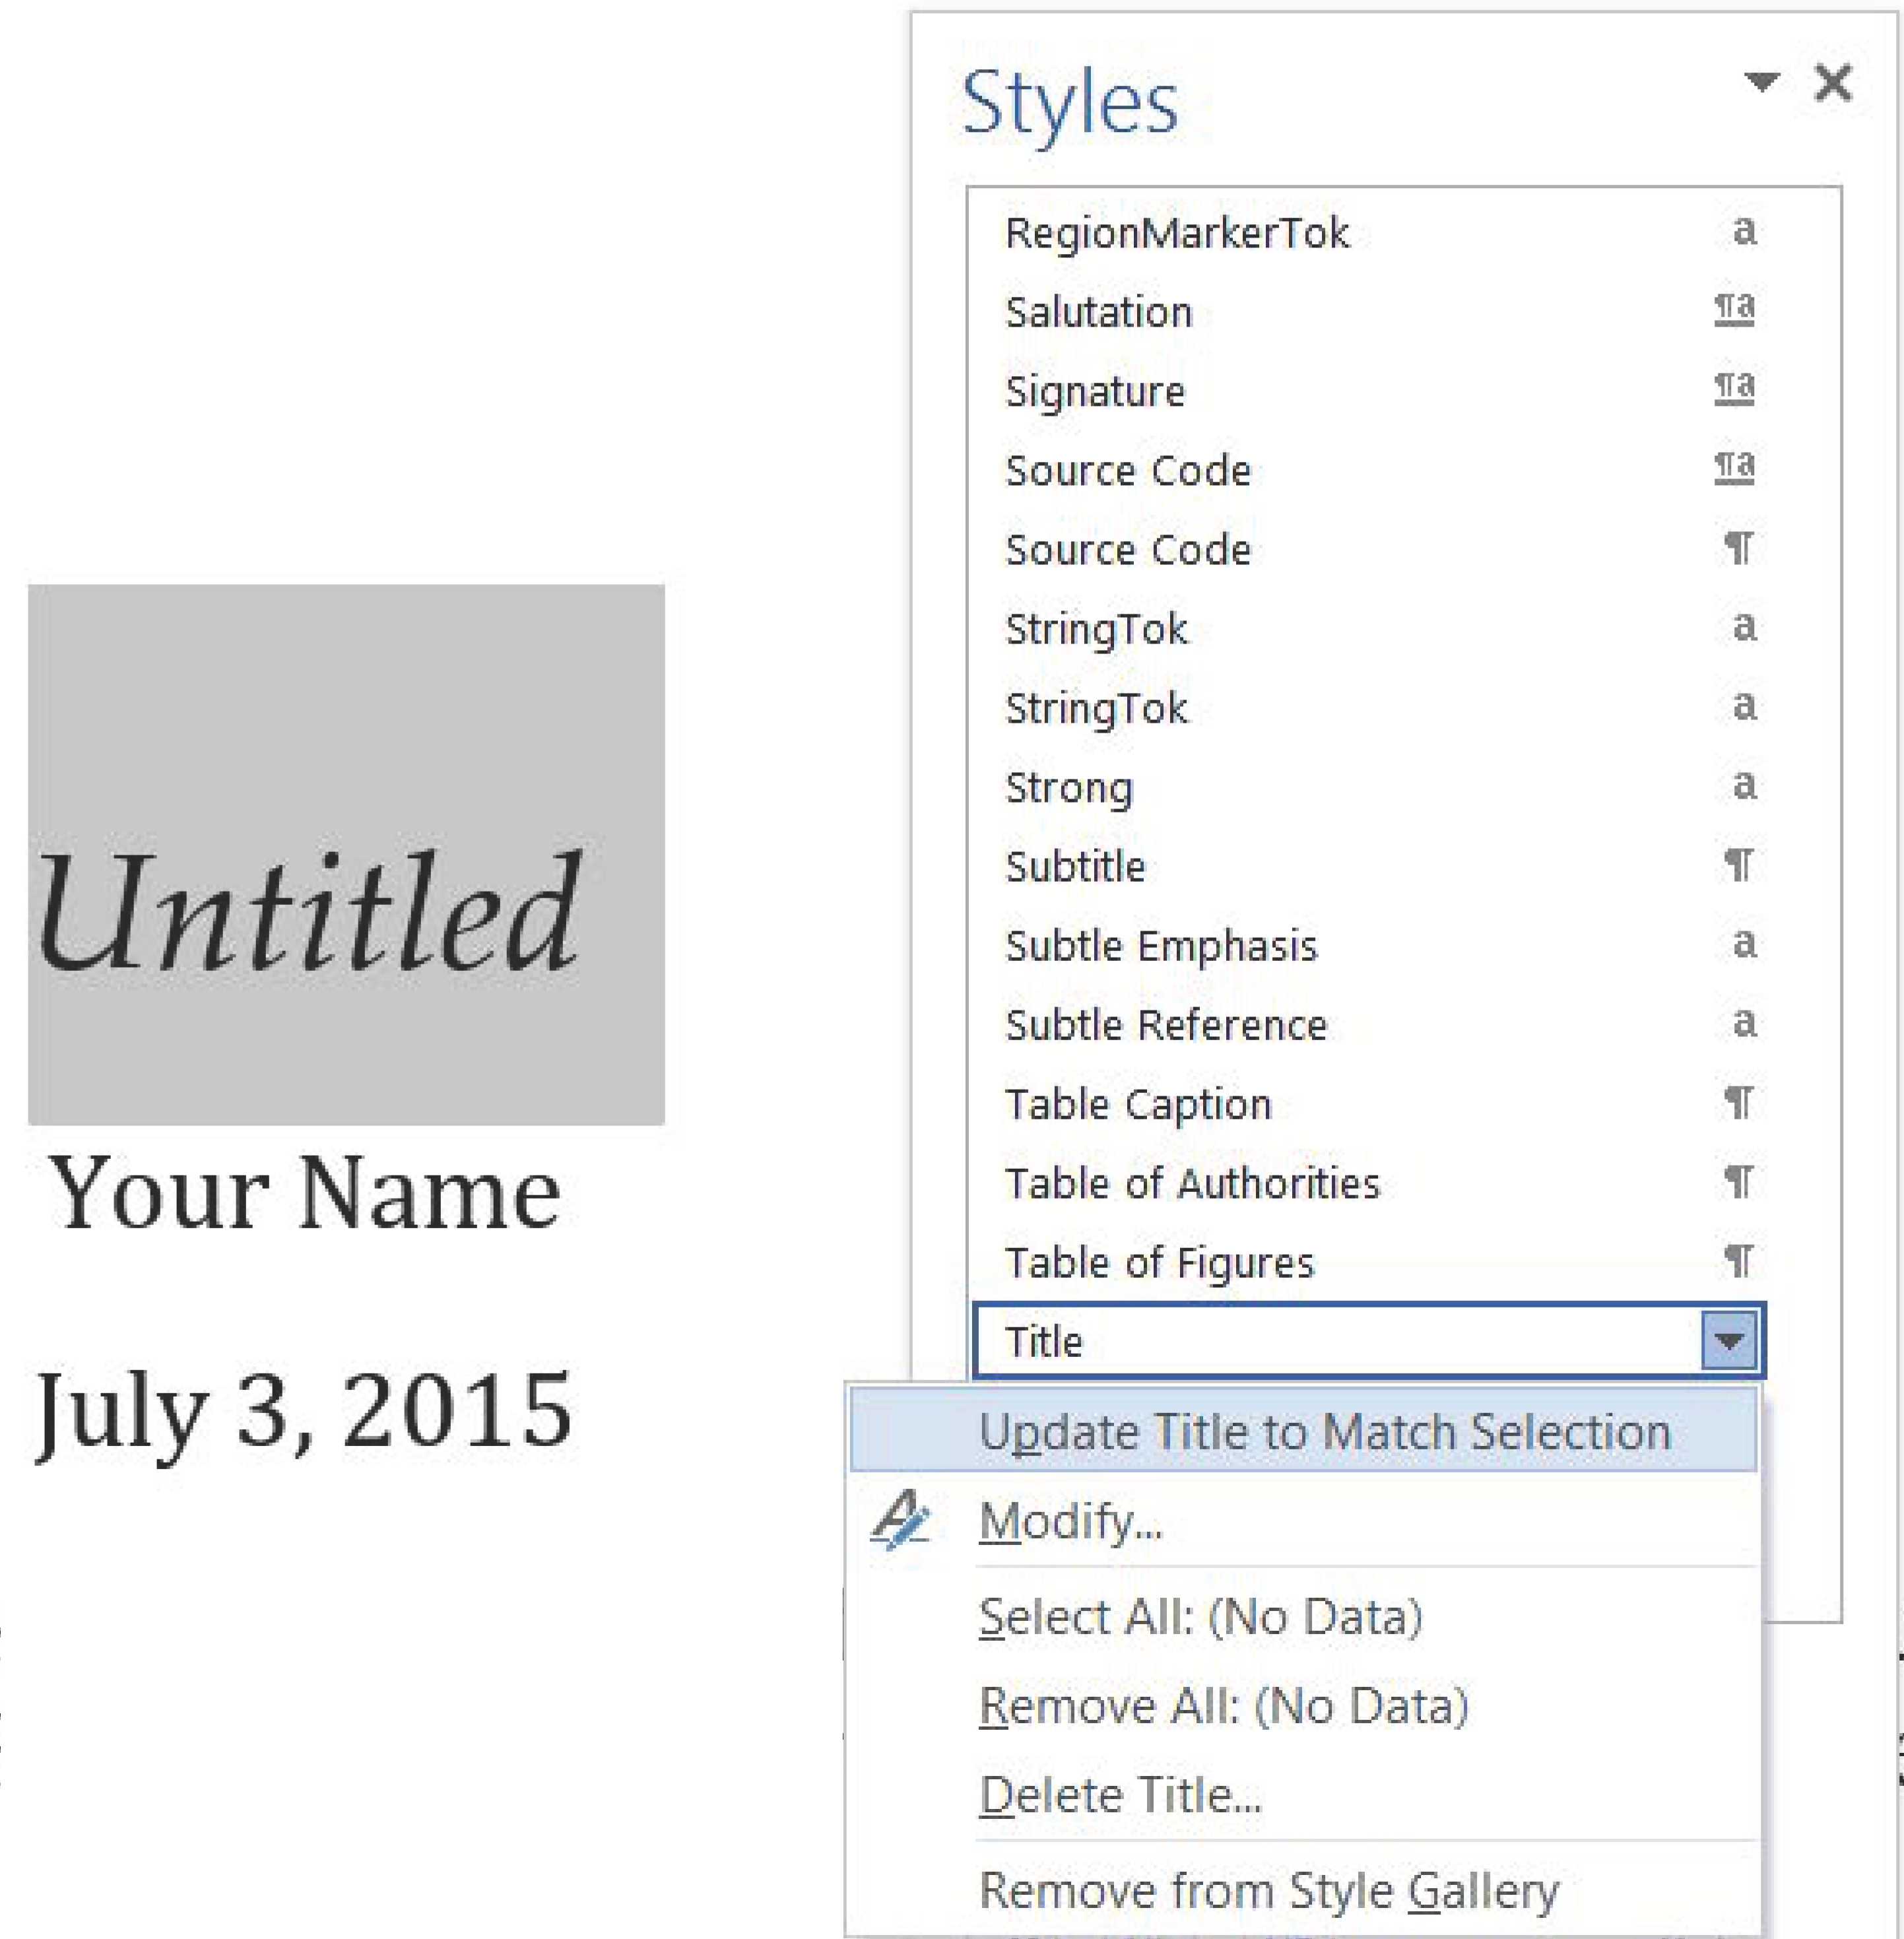 Untitled
Your Name
July 3, 2015
Styles
RegionMarkerTok a
Salutation ¶a
Signature ¶a
Source Code ¶a
Source Code ¶
StringTok a
StringTok a
Strong a
Subtitle ¶
Subtle Emphasis a
Subtle Reference a
Table Caption ¶
Table of Authorities ¶
Table of Figures ¶
Title
Update Title to Match Selection
Modify...
Select All: (No Data)
Remove All: (No Data)
Delete Title...
Remove from Style Gallery